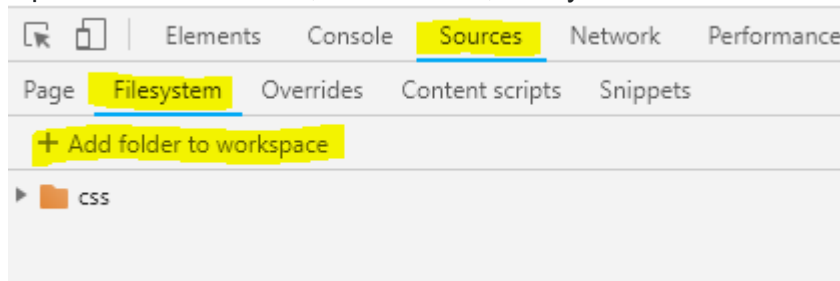 Elements Console Sources Network Performance
Page Filesystem Overrides Content scripts Snippets
+ Add folder to workspace
css